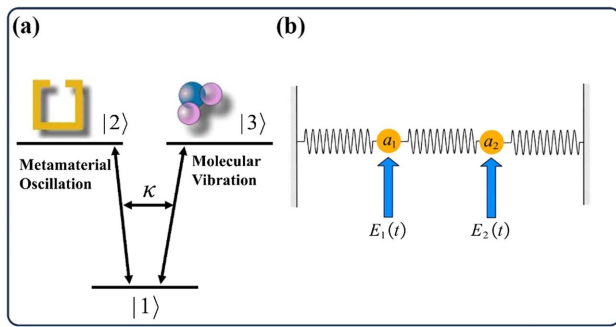 (a)
|2⟩
|3⟩
Metamaterial
Oscillation
Molecular
Vibration
κ
|1⟩
(b)
a₁
a₂
E₁(t)
E₂(t)